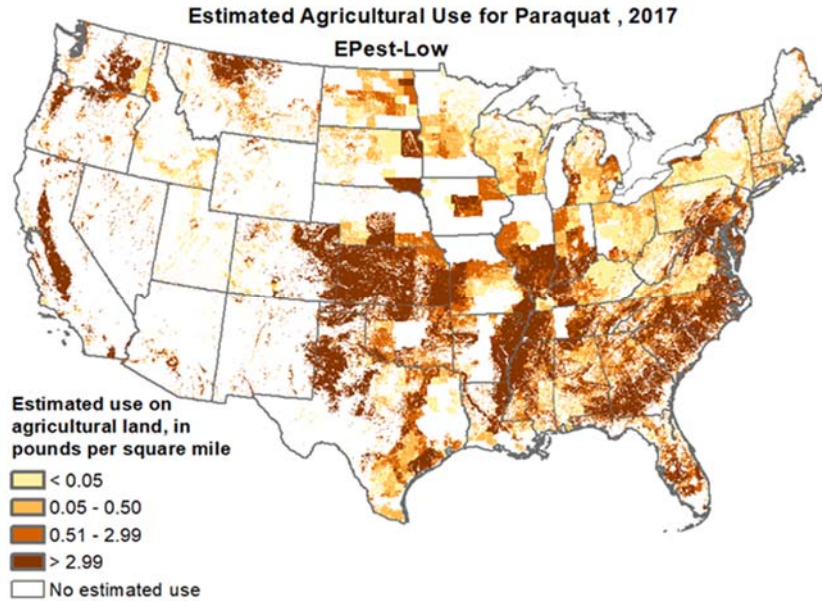 Estimated Agricultural Use for Paraquat , 2017
EPest-Low
Estimated use on
agricultural land, in
pounds per square mile
< 0.05
0.05 - 0.50
0.51 - 2.99
> 2.99
No estimated use